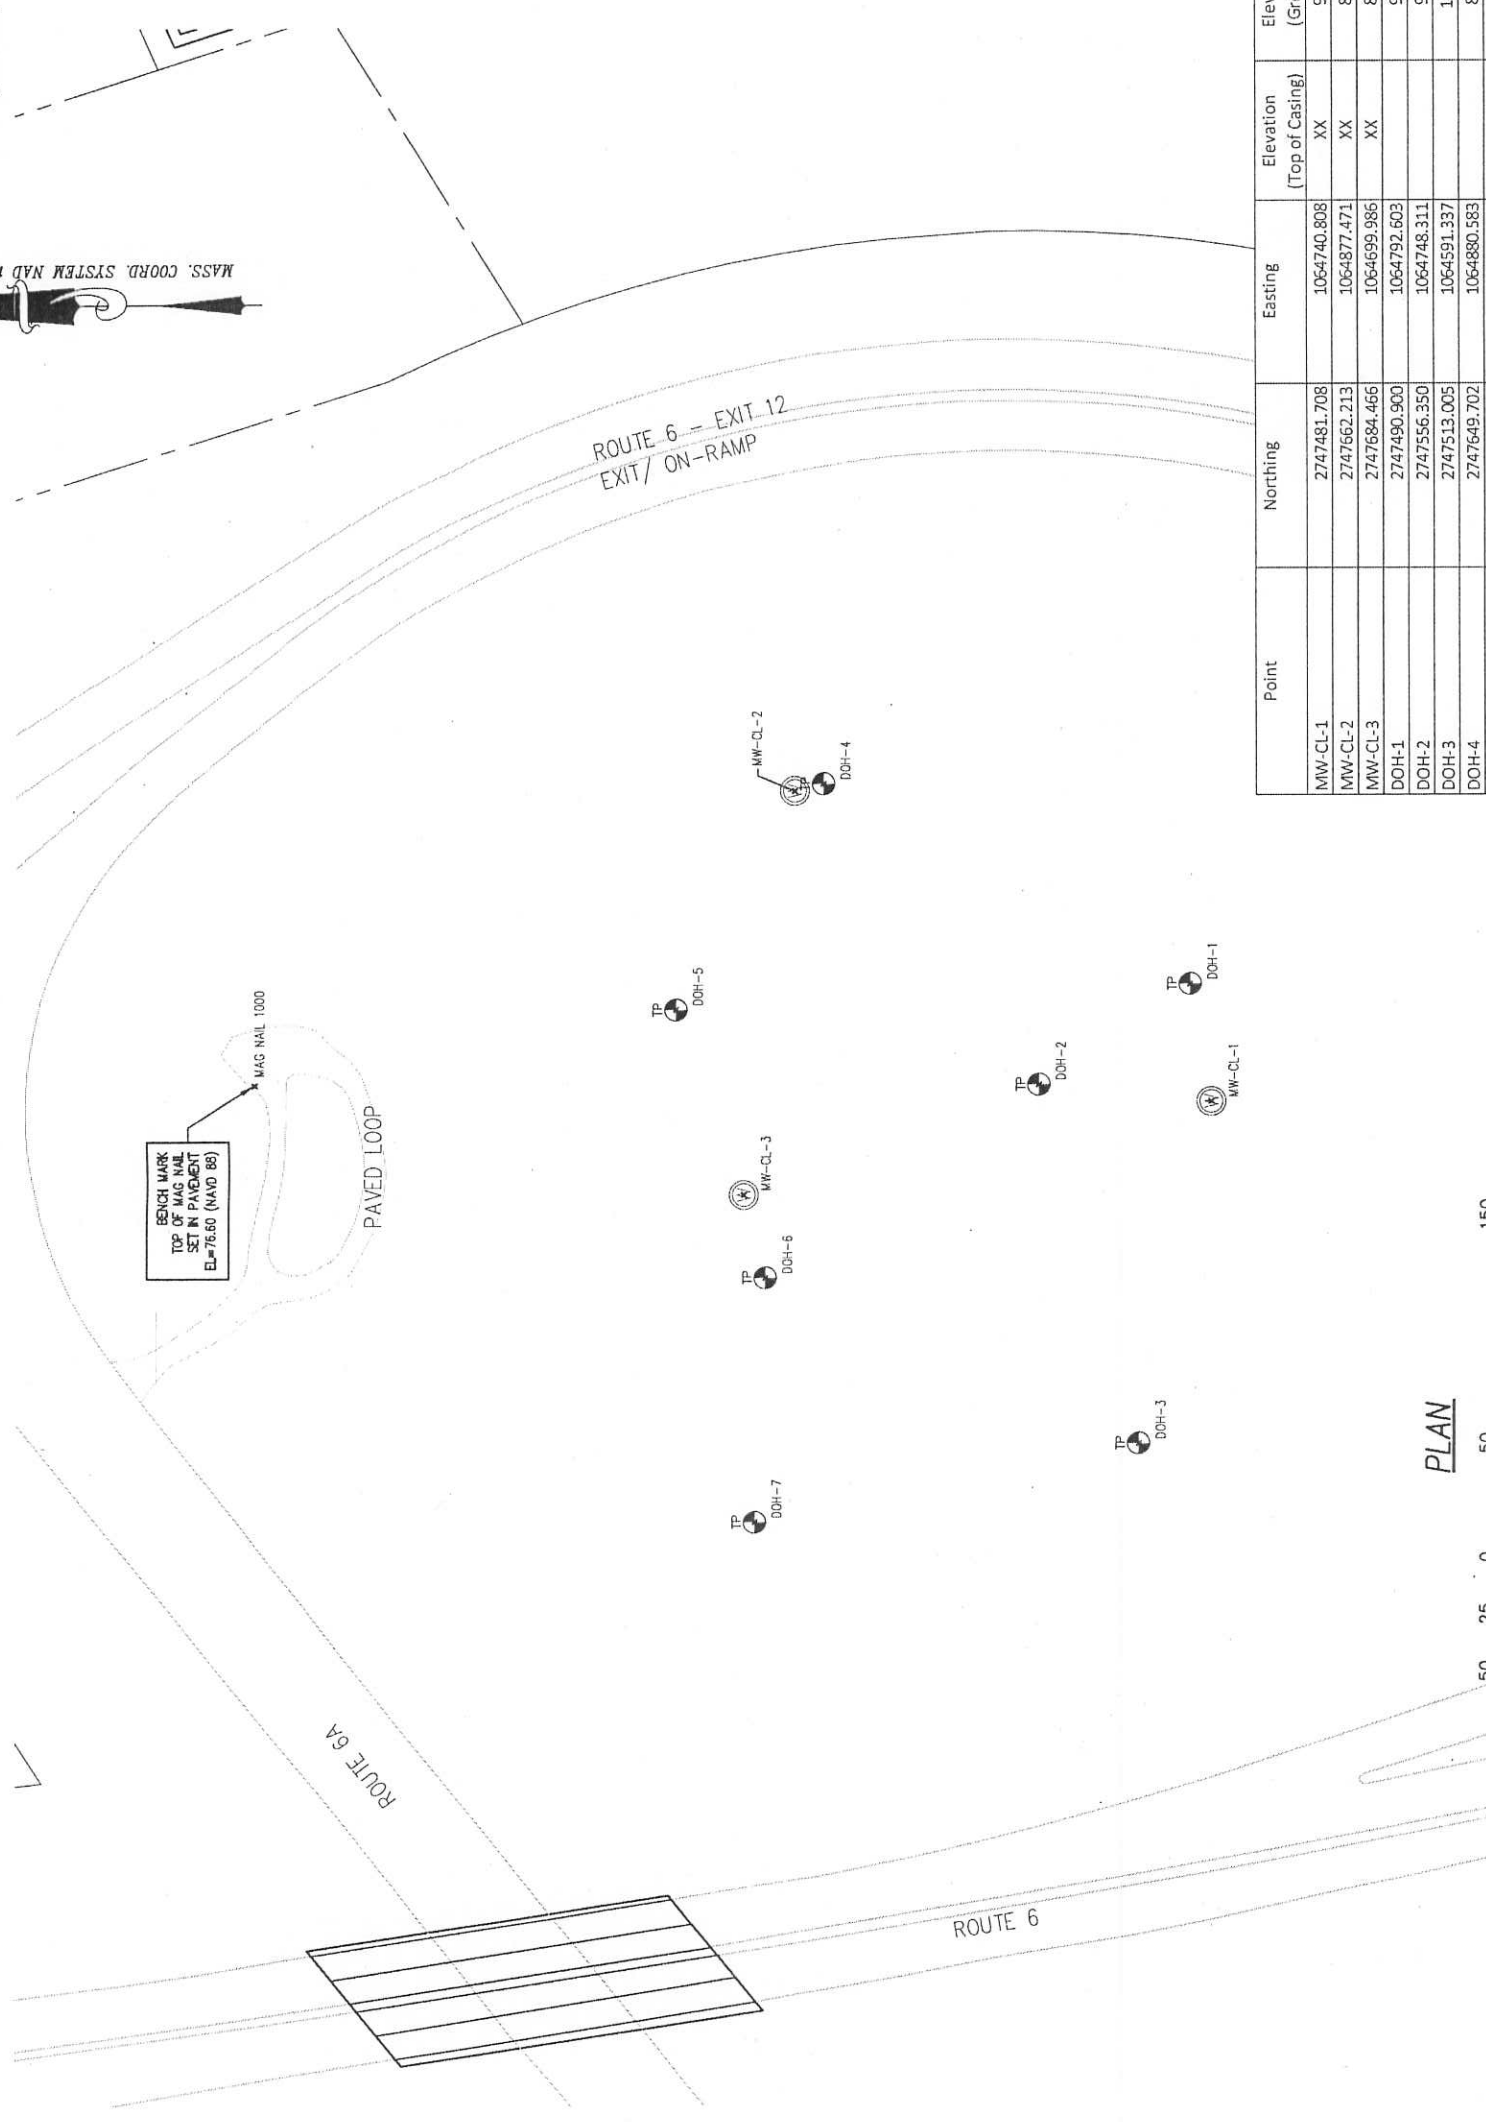 MASS. COORD. SYSTEM NAD
BENCH MARK
TOP OF MAG NAIL
SET IN PAVEMENT
EL=76.60 (NAVD 88)
MAG NAIL 1000
PAVED LOOP
ROUTE 6A
ROUTE 6
ROUTE 6 - EXIT 12
EXIT/ ON-RAMP
TP
DOH-7
TP
DOH-6
MW-CL-3
TP
DOH-5
MW-CL-2
TP
DOH-4
TP
DOH-3
TP
DOH-2
MW-CL-1
TP
DOH-1
PLAN
50 25 0 50 150
Point Northing Easting Elevation (Top of Casing)
MW-CL-1 2747481.708 1064740.808 XX
MW-CL-2 2747662.213 1064877.471 XX
MW-CL-3 2747684.466 1064699.986 XX
DOH-1 2747490.900 1064792.603
DOH-2 2747556.350 1064748.311
DOH-3 2747513.005 1064591.337
DOH-4 2747649.702 1064880.583